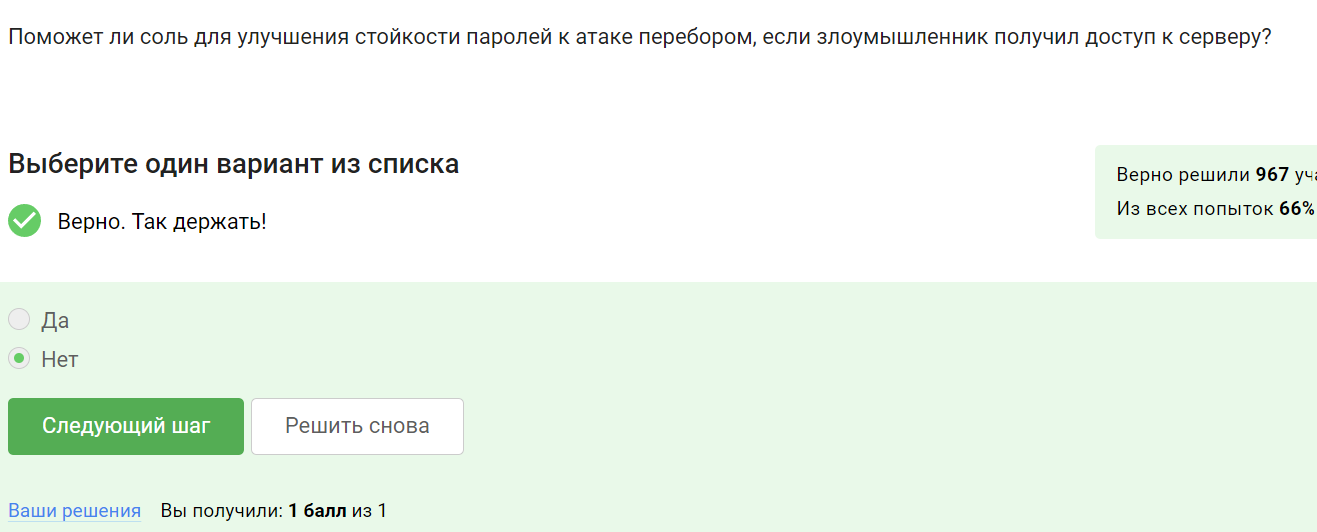 Поможет ли соль для улучшения стойкости паролей к атаке перебором, если злоумышленник получил доступ к серверу?
Выберите один вариант из списка
Верно решили 967
Из всех попыток 66%
Верно. Так держать!
Да
Нет
Следующий шаг
Решить снова
Ваши решения Вы получили: 1 балл из 1